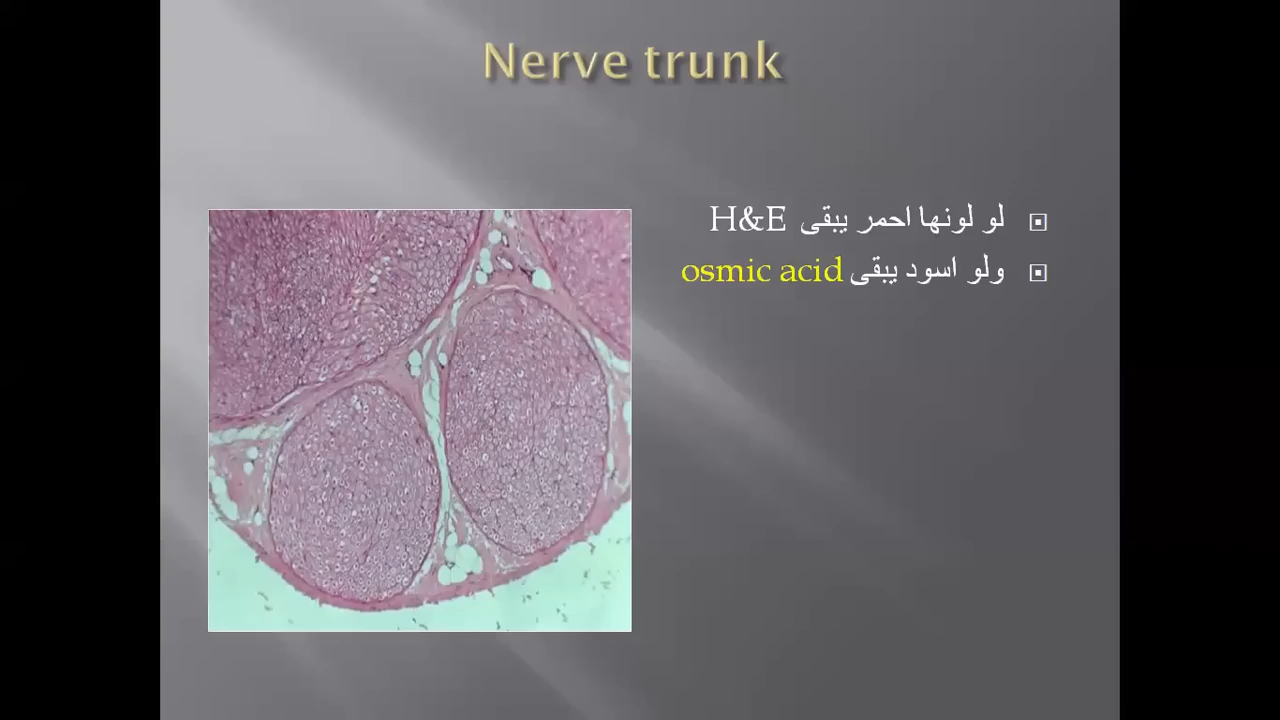 Nerve trunk
لو لونها احمر يبقى H&E
ولو اسود يبقى osmic acid